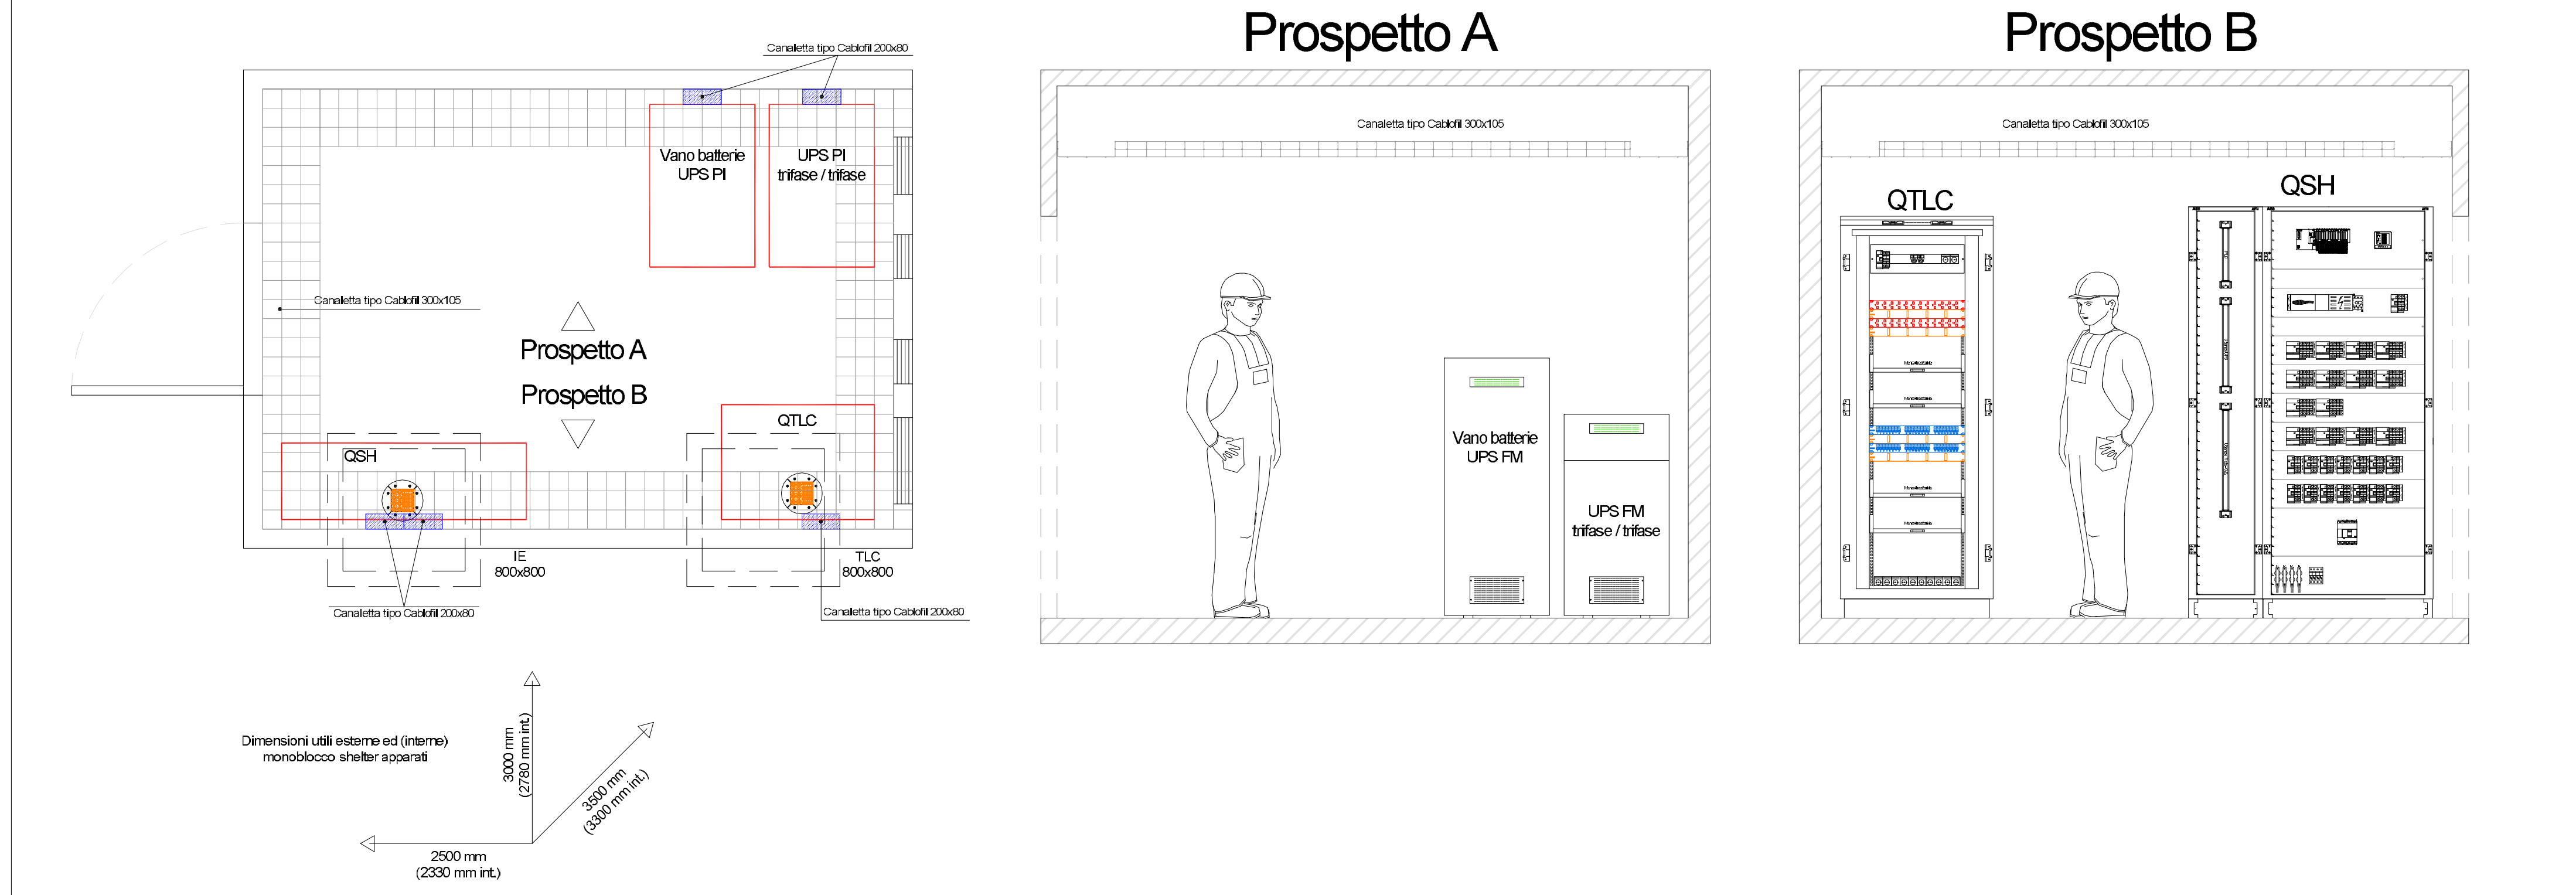 Prospetto A
Prospetto B
Canaletta tipo Cablofil 200x80
Vano batterie
UPS PI
UPS PI
trifase / trifase
Canaletta tipo Cablofil 300x105
Prospetto A
Prospetto B
QTLC
QSH
IE
800x800
TLC
800x800
Canaletta tipo Cablofil 200x80
Canaletta tipo Cablofil 200x80
Dimensioni utili esterne ed (interne)
monoblocco shelter apparati
3000 mm
(2780 mm int.)
3500 mm
(3300 mm int.)
2500 mm
(2330 mm int.)
Canaletta tipo Cablofil 300x105
Vano batterie
UPS FM
UPS FM
trifase / trifase
Canaletta tipo Cablofil 300x105
QTLC
QSH